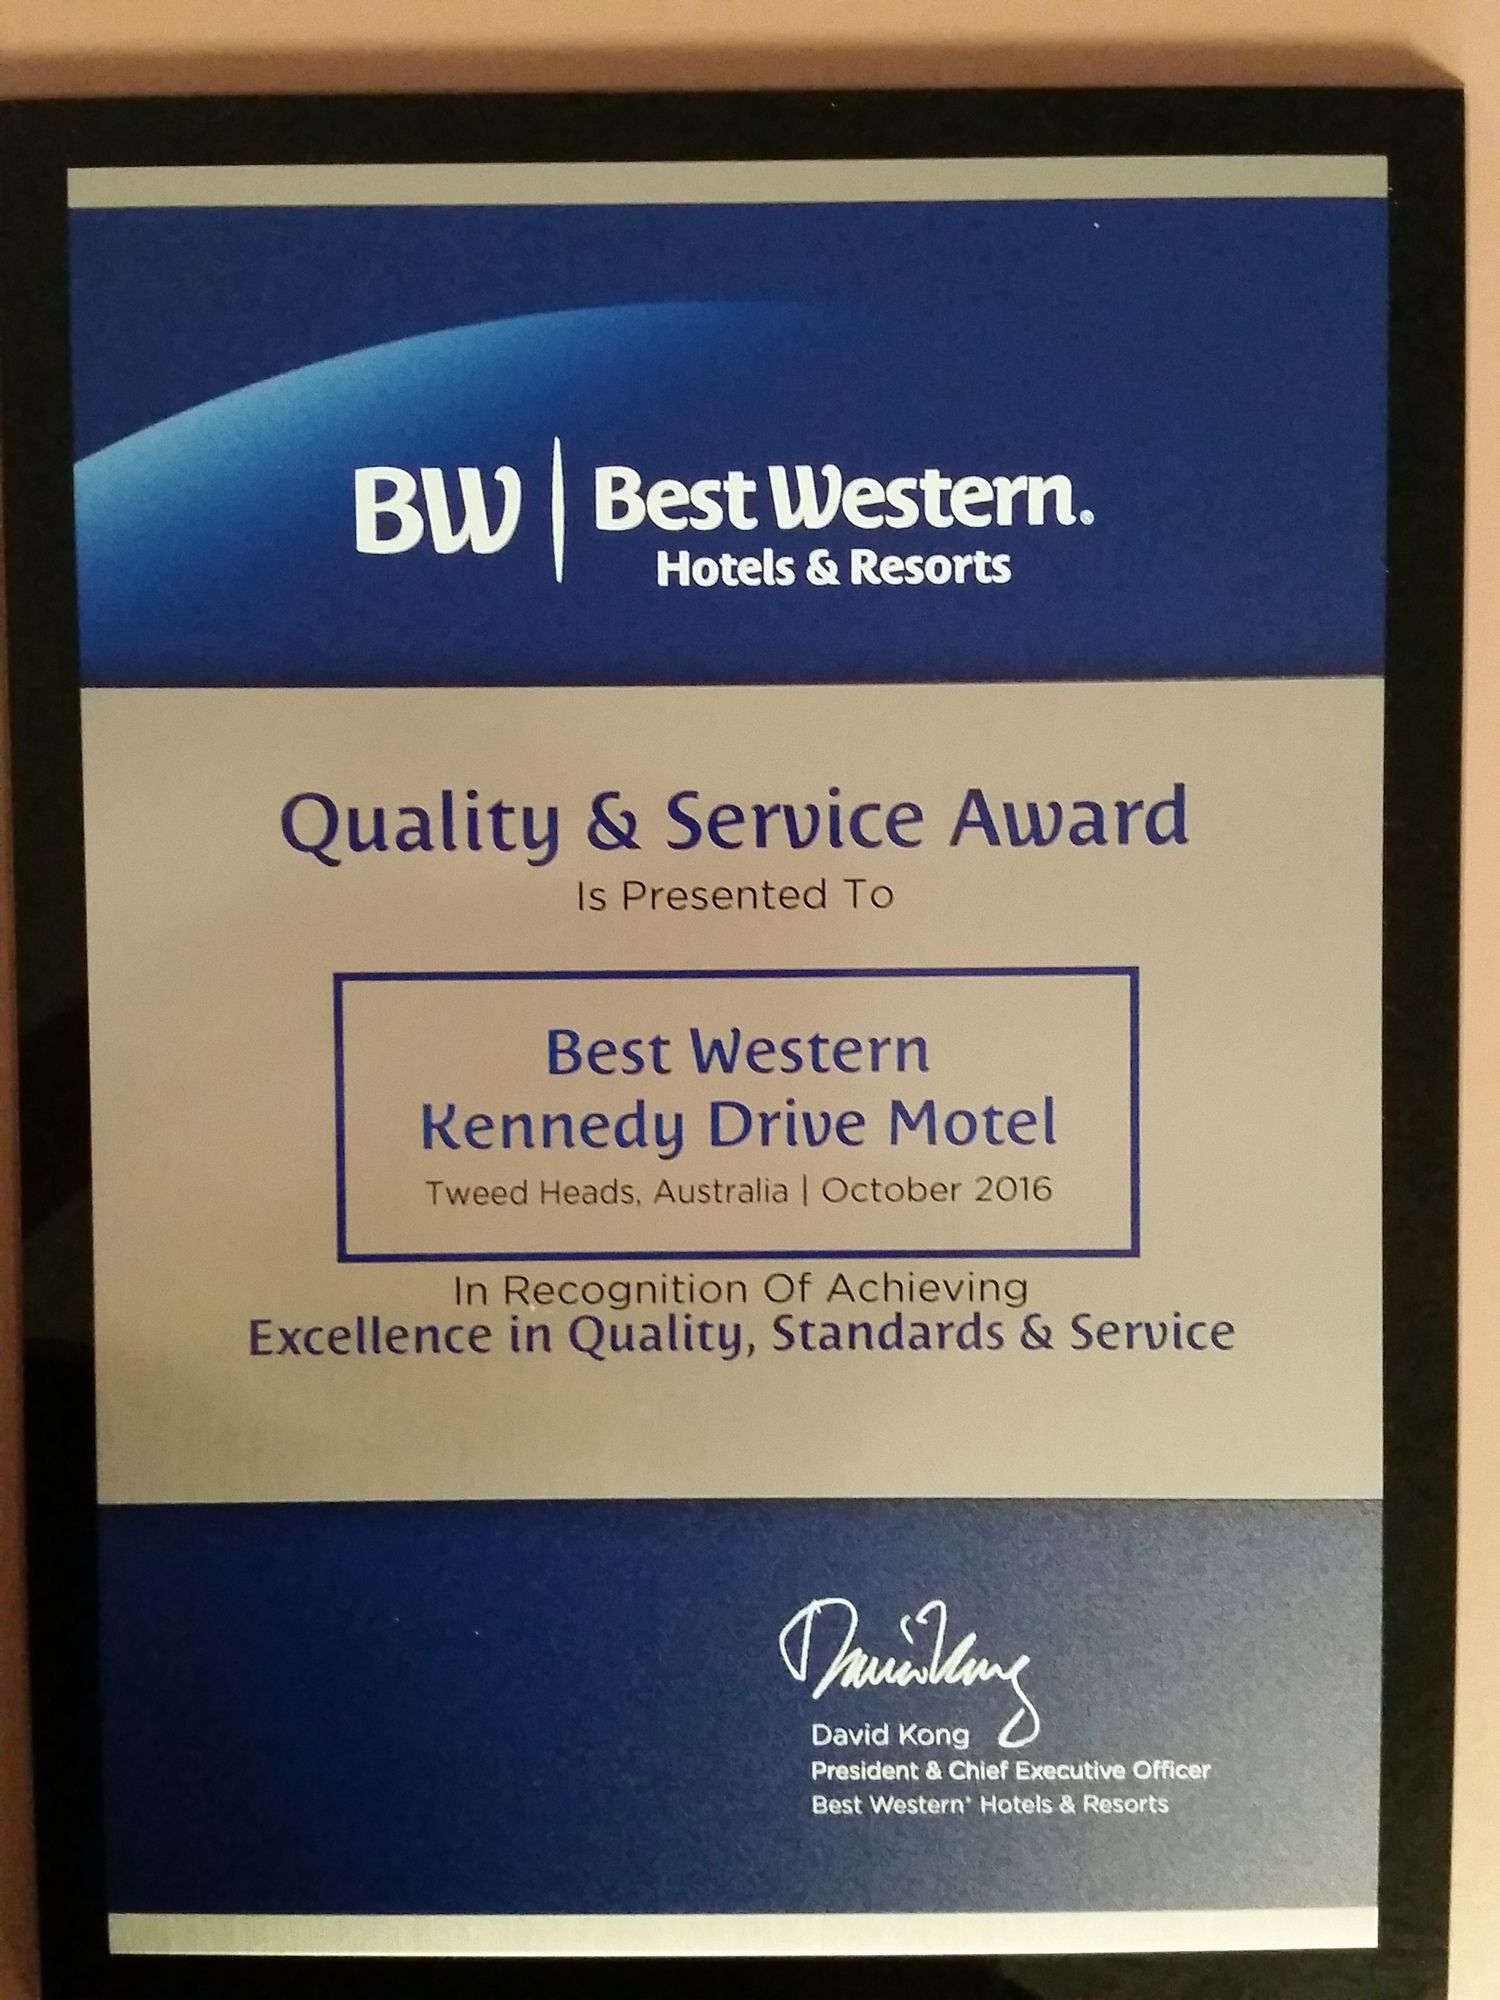 BW | Best Western®
Hotels & Resorts
Quality & Service Award
Is Presented To
Best Western
Kennedy Drive Motel
Tweed Heads, Australia | October 2016
In Recognition Of Achieving
Excellence in Quality, Standards & Service
David Kong
David Kong
President & Chief Executive Officer
Best Western® Hotels & Resorts